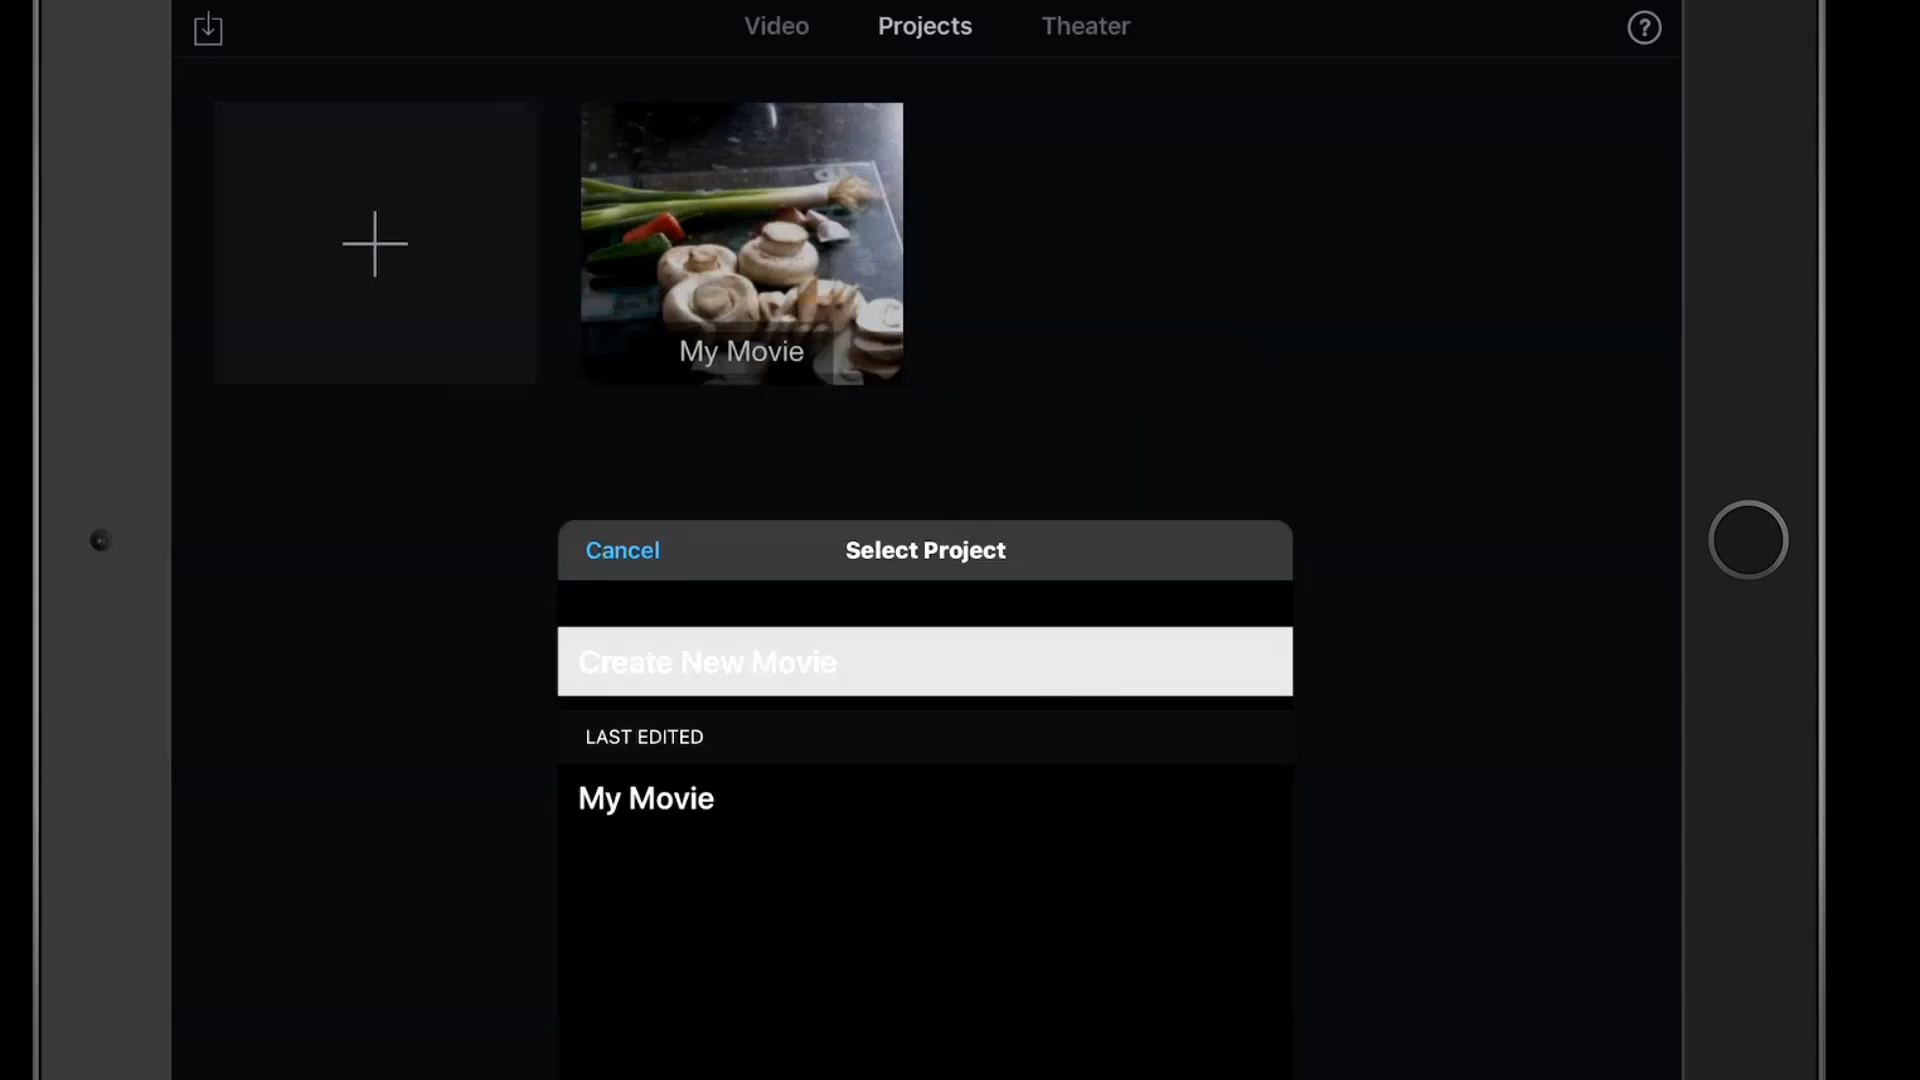 Video Projects Theater
?
My Movie
Cancel Select Project
Create New Movie
LAST EDITED
My Movie